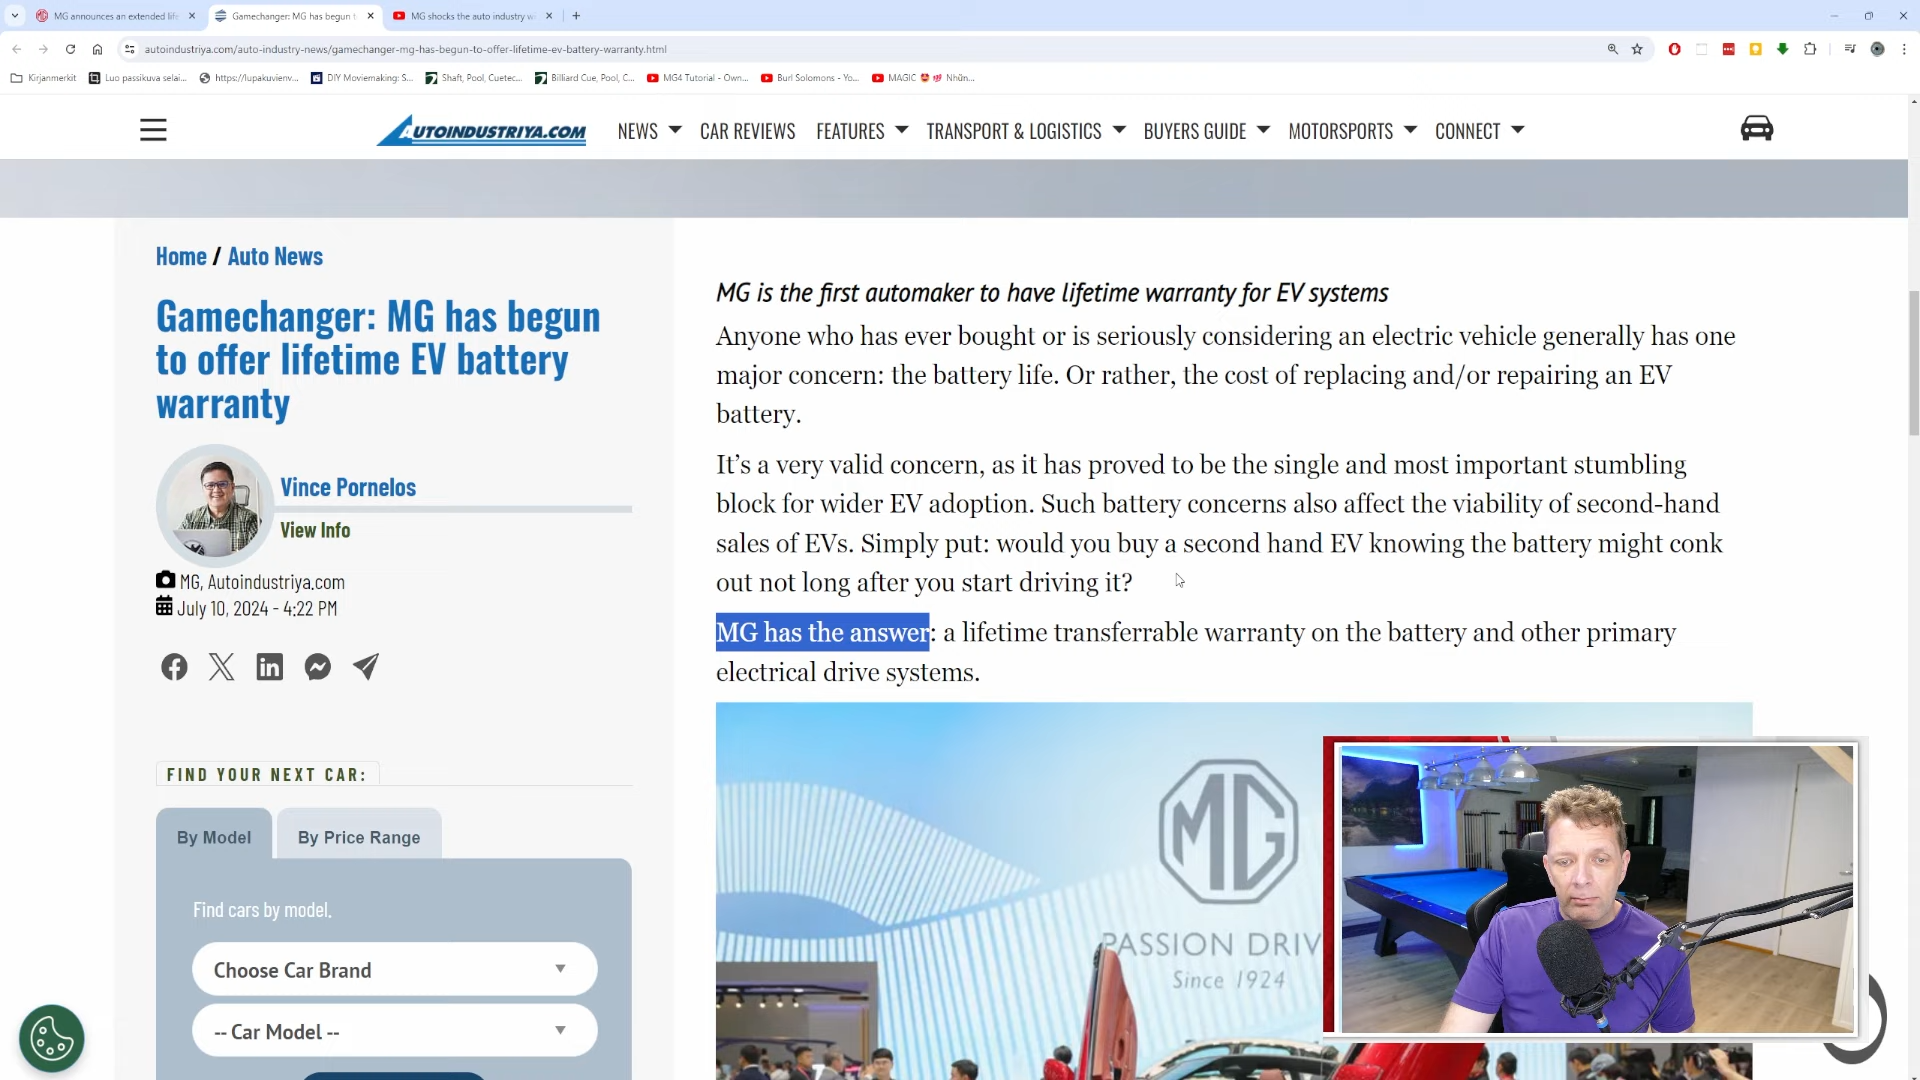 MG announces an extended life
Gamechanger: MG has begun t
MG shocks the auto industry wi
autoindustriya.com/auto-industry-news/gamechanger-mg-has-begun-to-offer-lifetime-ev-battery-warranty.html
Kirjanmerkit
Luo passikuva selai...
https://lupakuvienv...
DIY Moviemaking: S...
Shaft, Pool, Cuetec...
Billiard Cue, Pool, C...
MG4 Tutorial - Own...
Burl Solomons - Yo...
MAGIC 
AUTOINDUSTRIYA.COM
NEWS
CAR REVIEWS
FEATURES
TRANSPORT & LOGISTICS
BUYERS GUIDE
MOTORSPORTS
CONNECT
Home / Auto News
Gamechanger: MG has begun
to offer lifetime EV battery
warranty
Vince Pornelos
View Info
MG, Autoindustriya.com
July 10, 2024 - 4:22 PM
FIND YOUR NEXT CAR:
By Model
By Price Range
Find cars by model.
Choose Car Brand
-- Car Model --
MG is the first automaker to have lifetime warranty for EV systems
Anyone who has ever bought or is seriously considering an electric vehicle generally has one
major concern: the battery life. Or rather, the cost of replacing and/or repairing an EV
battery.
It’s a very valid concern, as it has proved to be the single and most important stumbling
block for wider EV adoption. Such battery concerns also affect the viability of second-hand
sales of EVs. Simply put: would you buy a second hand EV knowing the battery might conk
out not long after you start driving it?
MG has the answer: a lifetime transferrable warranty on the battery and other primary
electrical drive systems.
MG
PASSION DRIV
Since 1924